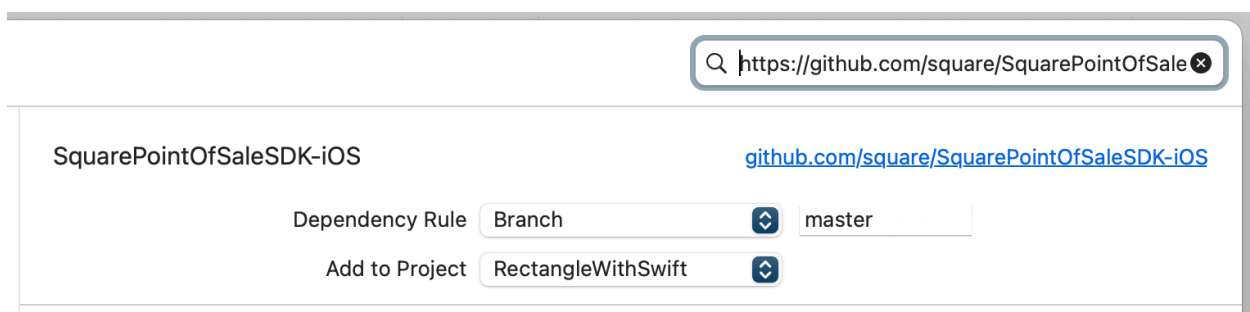 https://github.com/square/SquarePointOfSale
SquarePointOfSaleSDK-iOS
github.com/square/SquarePointOfSaleSDK-iOS
Dependency Rule Branch master
Add to Project RectangleWithSwift